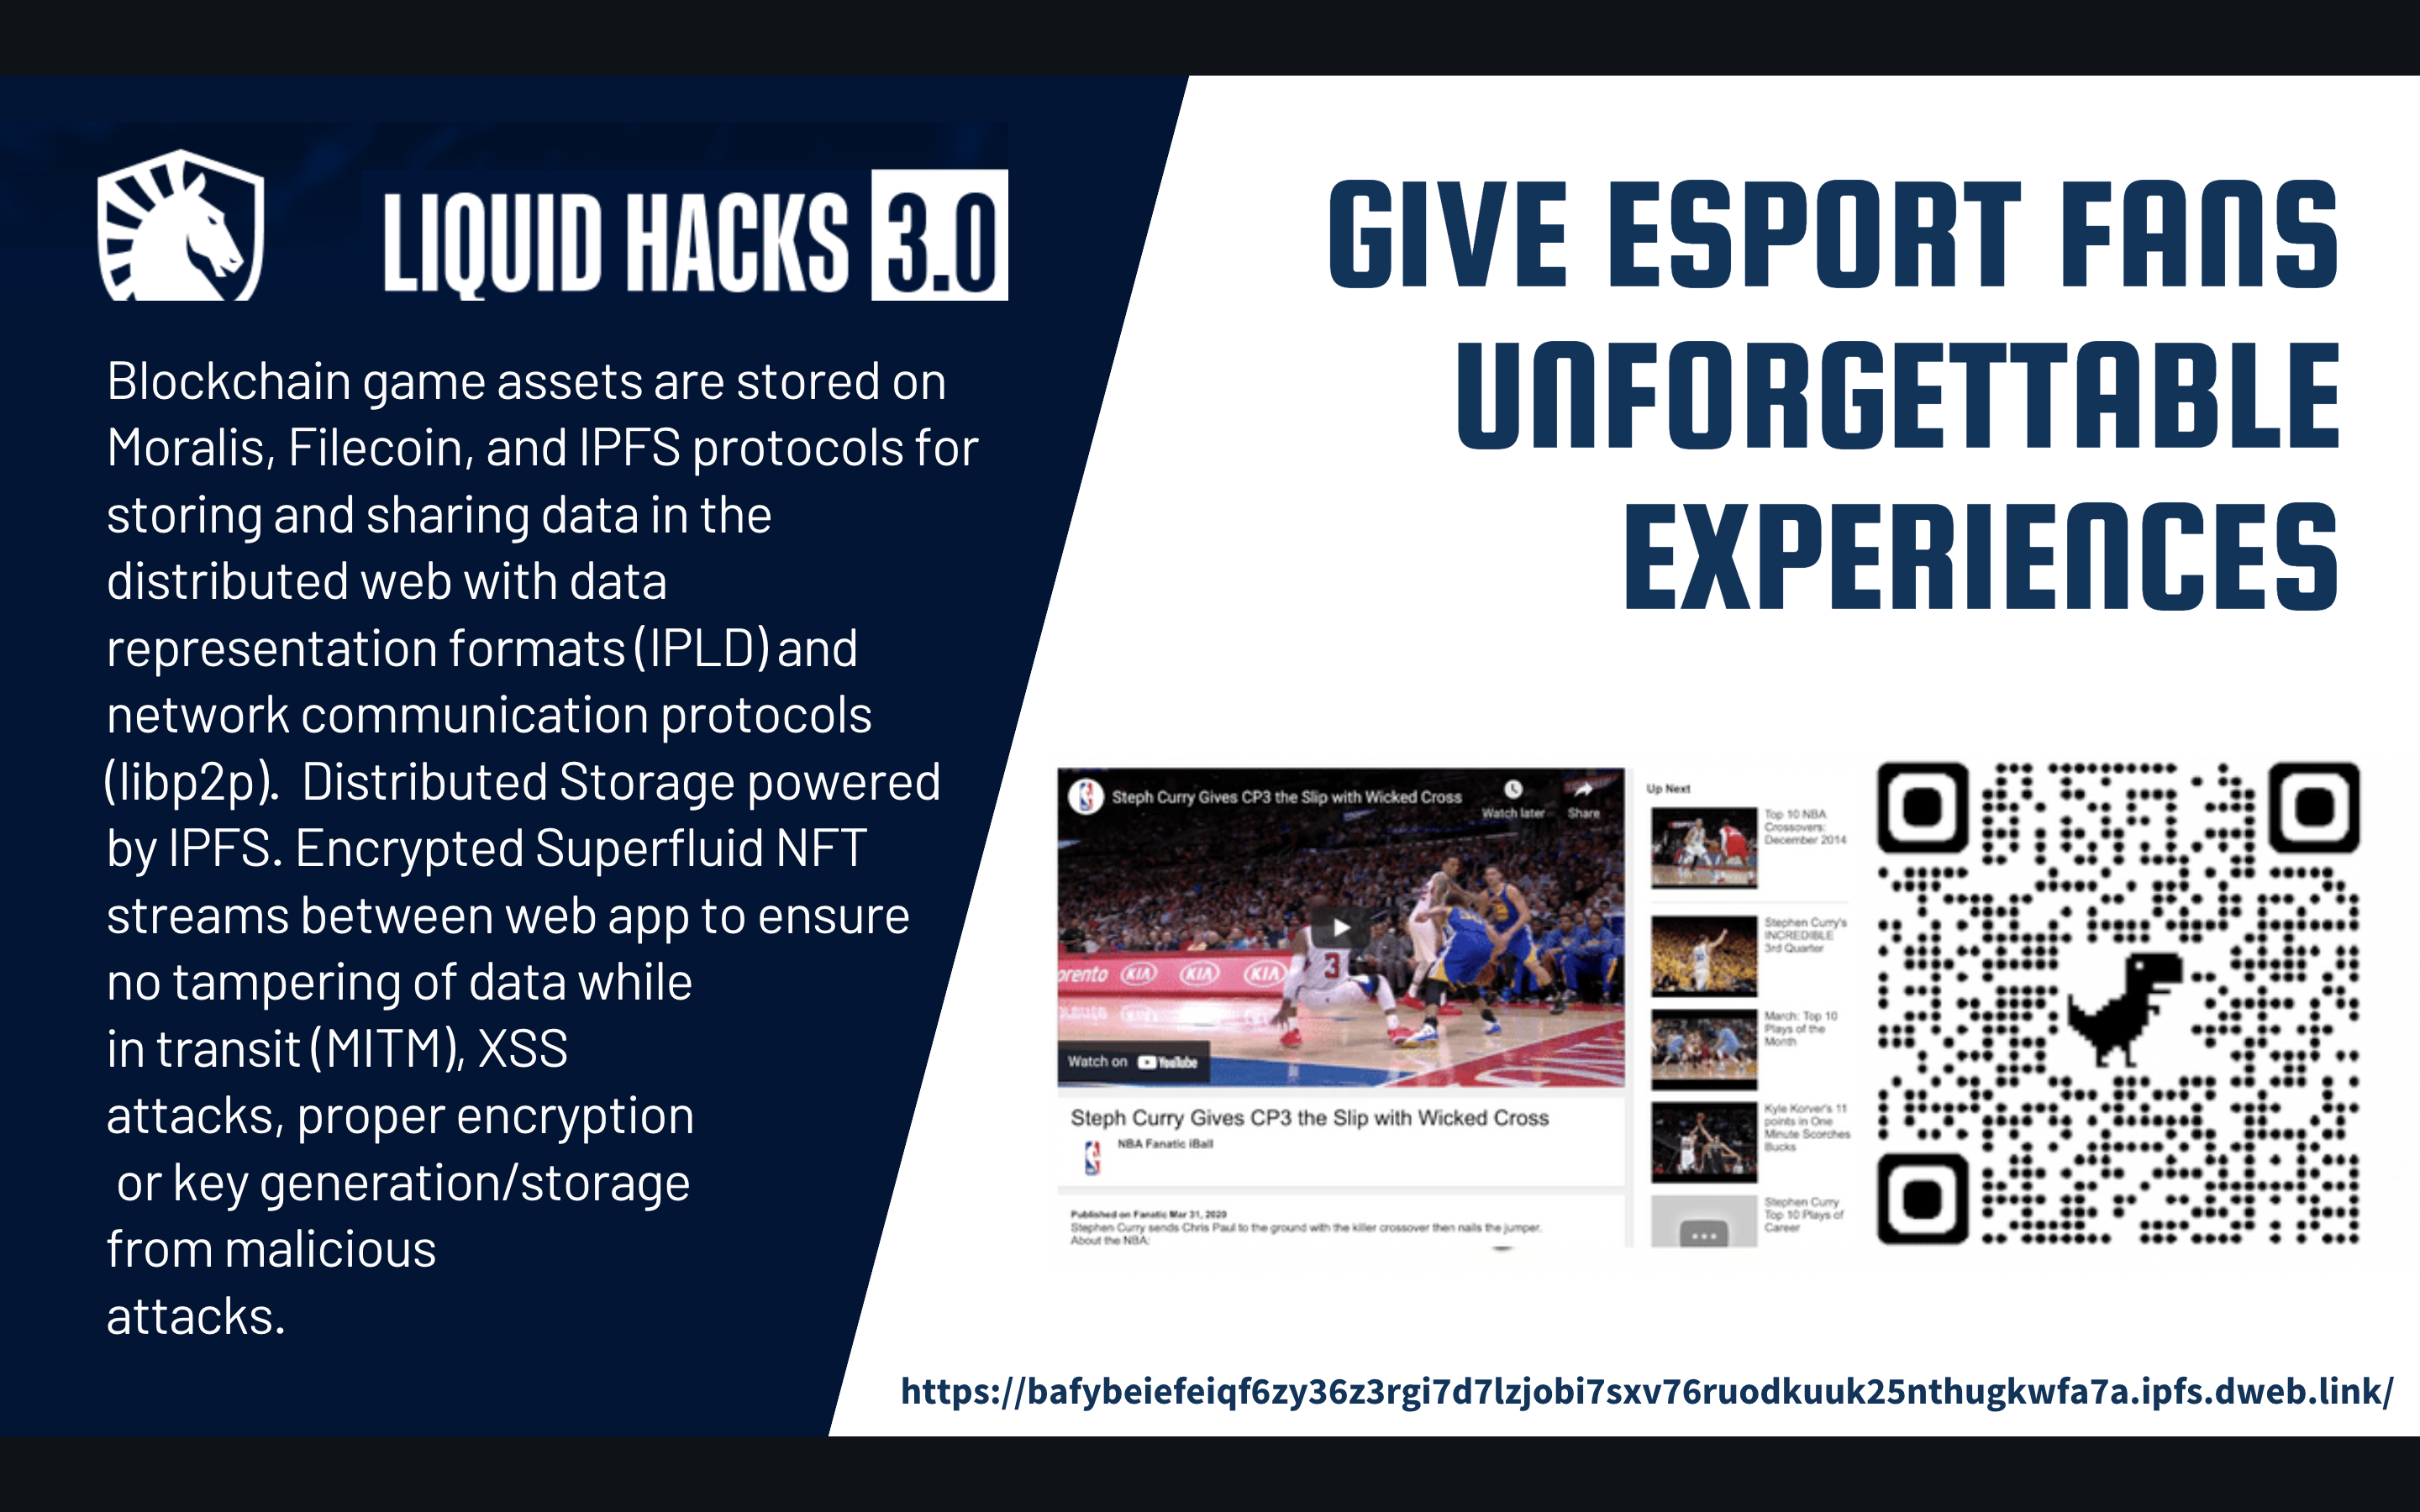 LIQUID HACKS 3.0
Blockchain game assets are stored on
Moralis, Filecoin, and IPFS protocols for
storing and sharing data in the
distributed web with data
representation formats (IPLD) and
network communication protocols
(libp2p).  Distributed Storage powered
by IPFS. Encrypted Superfluid NFT
streams between web app to ensure
no tampering of data while
in transit (MITM), XSS
attacks, proper encryption
or key generation/storage
from malicious
attacks.
GIVE ESPORT FANS
UNFORGETTABLE
EXPERIENCES
Steph Curry Gives CP3 the Slip with Wicked Cross
Watch later
Share
orento KIA KIA KIA
3
Watch on YouTube
Steph Curry Gives CP3 the Slip with Wicked Cross
NBA Fanatic iBall
Published on Fanatic Mar 31, 2020
Stephen Curry sends Chris Paul to the ground with the killer crossover then nails the jumper.
About the NBA:
Up Next
Top 10 NBA
Crossovers:
December 2014
Stephen Curry's
INCREDIBLE
3rd Quarter
March: Top 10
Plays of the
Month
Kyle Korver's 11
points in One
Minute Scorches
Bucks
Stephen Curry
Top 10 Plays of
Career
https://bafybeiefeiqf6zy36z3rgi7d7lzjobi7sxv76ruodkuuk25nthugkwfa7a.ipfs.dweb.link/